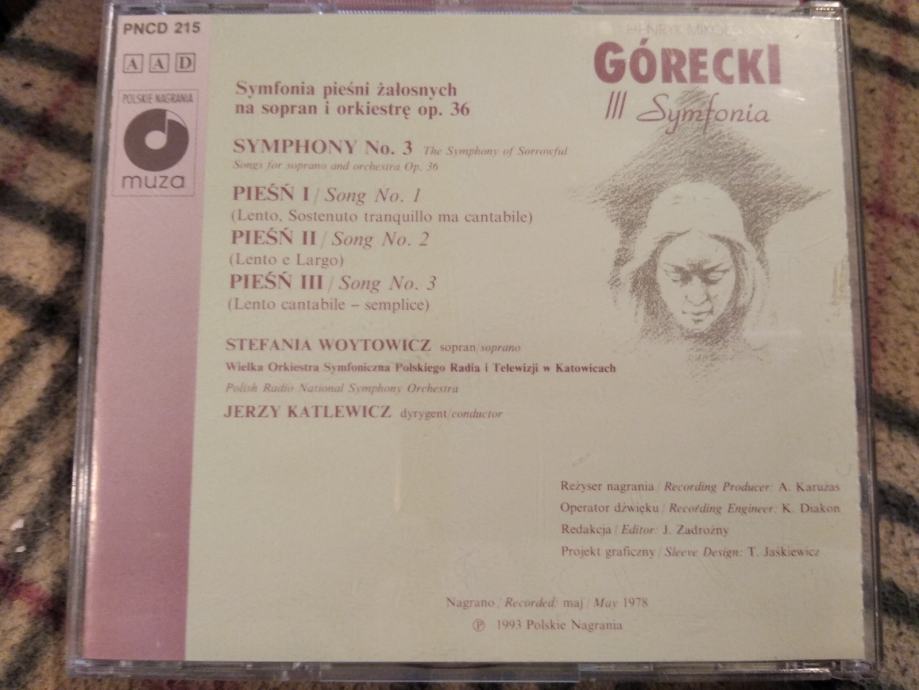 PNCD 215
A A D
POLSKIE NAGRANIA
muza
HENRYK MIKOŁAJ
GÓRECKI
III Symfonia
Symfonia pieśni żałosnych
na sopran i orkiestrę op. 36
SYMPHONY No. 3 The Symphony of Sorrowful
Songs for soprano and orchestra Op. 36
PIEŚŃ I / Song No. 1
(Lento, Sostenuto tranquillo ma cantabile)
PIEŚŃ II / Song No. 2
(Lento e Largo)
PIEŚŃ III / Song No. 3
(Lento cantabile – semplice)
STEFANIA WOYTOWICZ sopran/soprano
Wielka Orkiestra Symfoniczna Polskiego Radia i Telewizji w Katowicach
Polish Radio National Symphony Orchestra
JERZY KATLEWICZ dyrygent/conductor
Reżyser nagrania / Recording Producer: A. Karużas
Operator dźwięku / Recording Engineer: K. Diakon
Redakcja / Editor: J. Zadrożny
Projekt graficzny / Sleeve Design: T. Jaśkiewicz
Nagrano / Recorded: maj / May 1978
℗ 1993 Polskie Nagrania